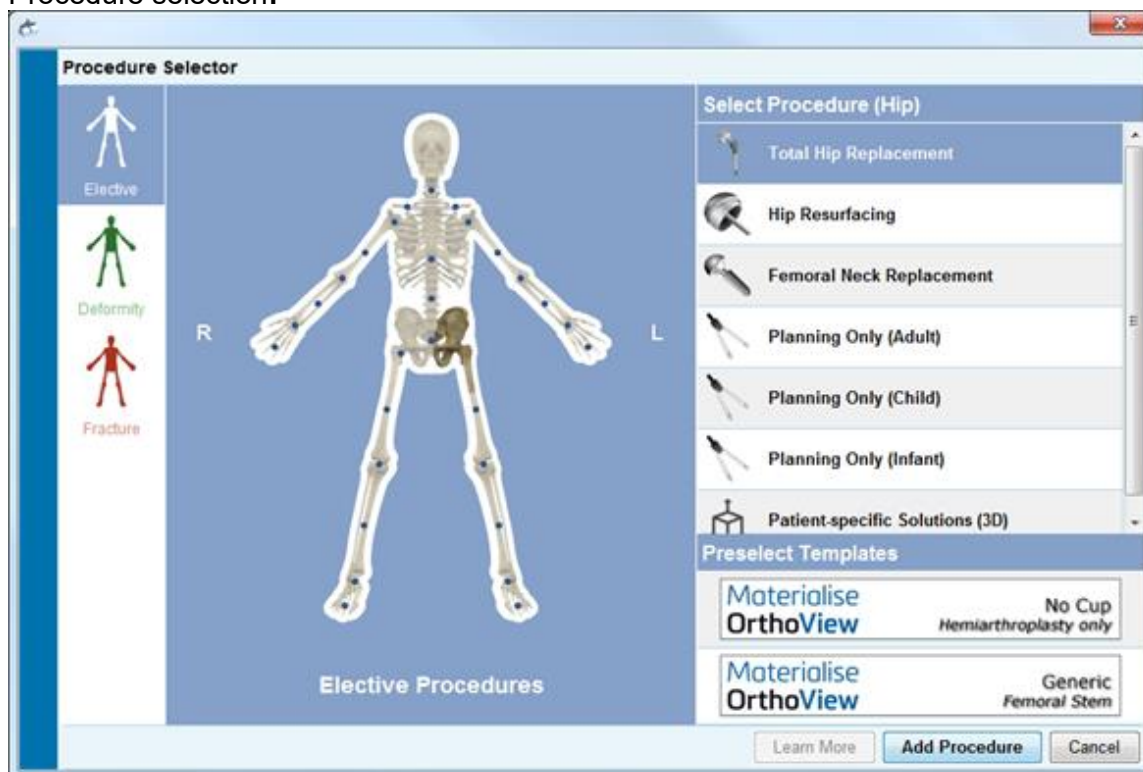 Procedure selection.
Procedure Selector
Elective
Deformity
Fracture
R
L
Elective Procedures
Select Procedure (Hip)
Total Hip Replacement
Hip Resurfacing
Femoral Neck Replacement
Planning Only (Adult)
Planning Only (Child)
Planning Only (Infant)
Patient-specific Solutions (3D)
Preselect Templates
Materialise
OrthoView
No Cup
Hemiarthroplasty only
Materialise
OrthoView
Generic
Femoral Stem
Learn More
Add Procedure
Cancel